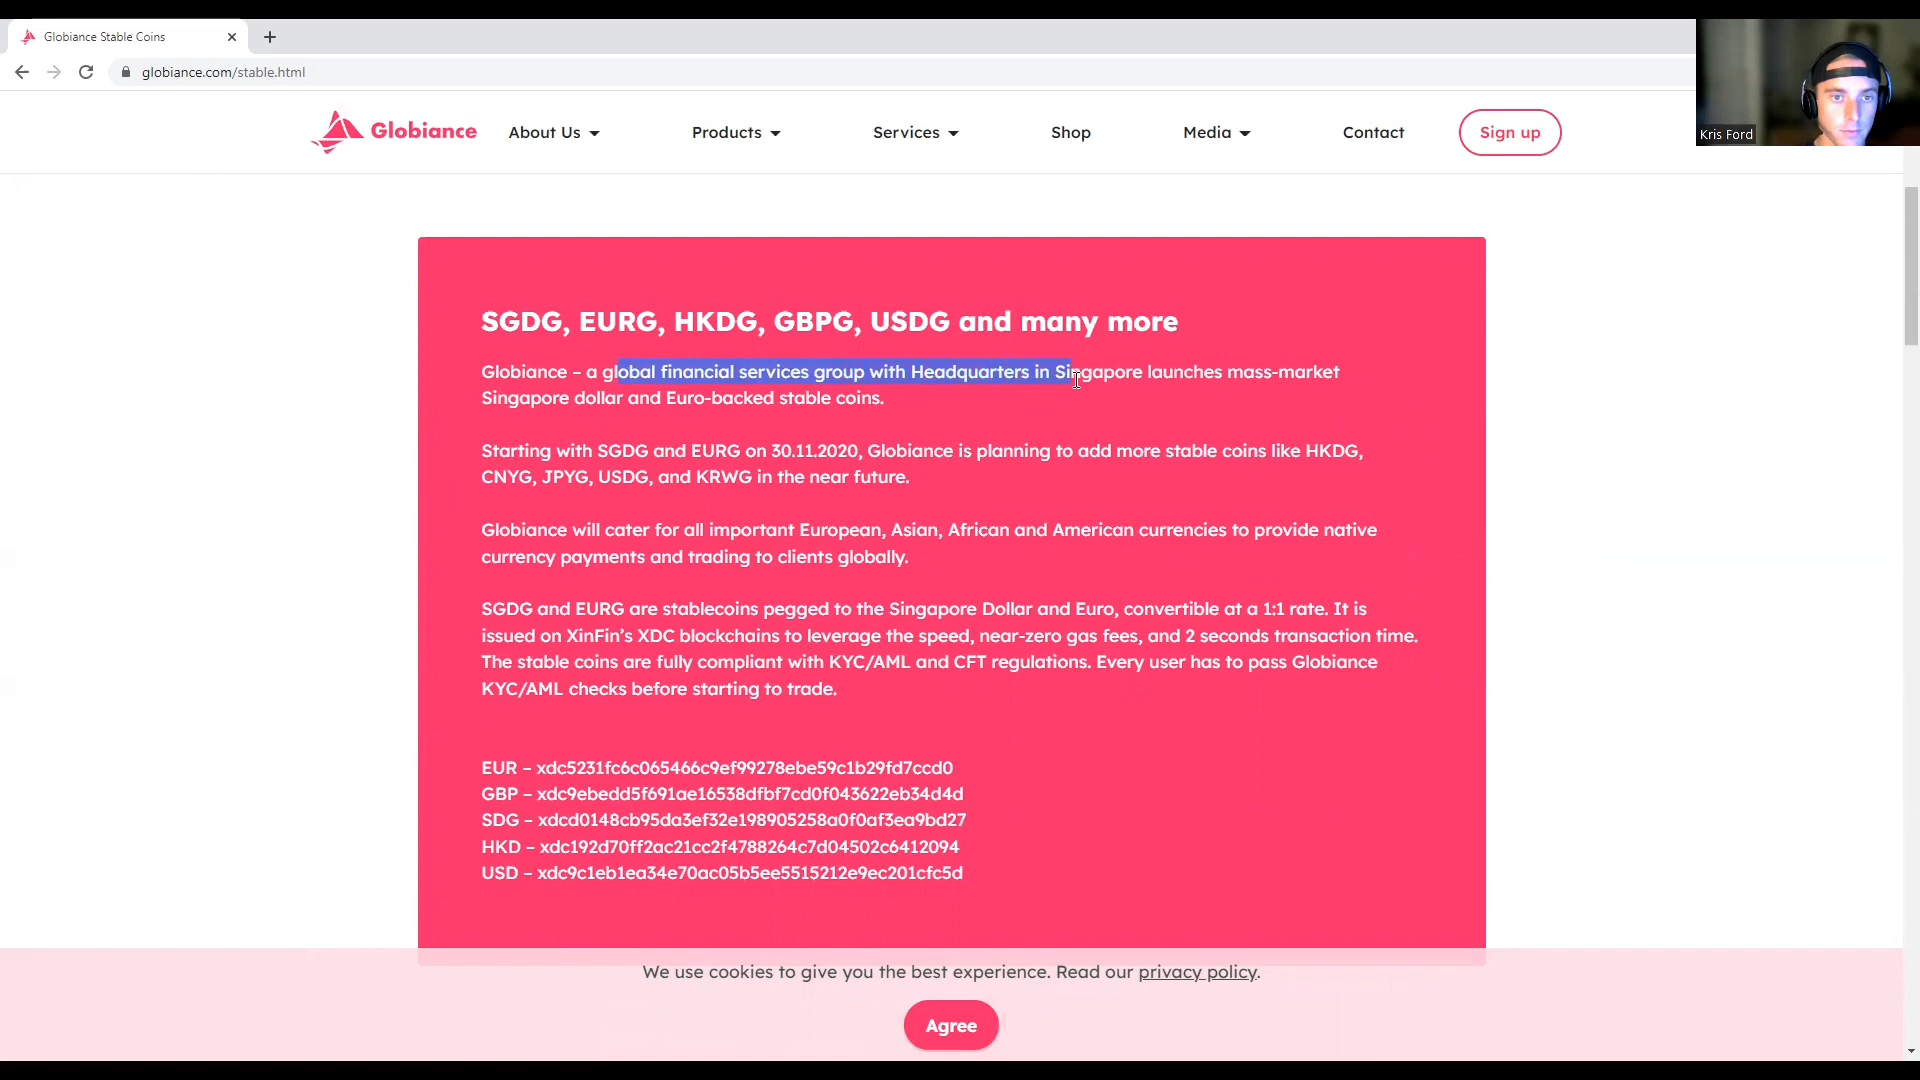 Globiance Stable Coins
globiance.com/stable.html
Kris Ford
Globiance About Us Products Services Shop Media Contact Sign up
SGDG, EURG, HKDG, GBPG, USDG and many more
Globiance – a global financial services group with Headquarters in Singapore launches mass-market
Singapore dollar and Euro-backed stable coins.
Starting with SGDG and EURG on 30.11.2020, Globiance is planning to add more stable coins like HKDG,
CNYG, JPYG, USDG, and KRWG in the near future.
Globiance will cater for all important European, Asian, African and American currencies to provide native
currency payments and trading to clients globally.
SGDG and EURG are stablecoins pegged to the Singapore Dollar and Euro, convertible at a 1:1 rate. It is
issued on XinFin’s XDC blockchains to leverage the speed, near-zero gas fees, and 2 seconds transaction time.
The stable coins are fully compliant with KYC/AML and CFT regulations. Every user has to pass Globiance
KYC/AML checks before starting to trade.
EUR – xdc5231fc6c065466c9ef99278ebe59c1b29fd7ccd0
GBP – xdc9ebedd5f691ae16538dfbf7cd0f043622eb34d4d
SDG – xdcd0148cb95da3ef32e198905258a0f0af3ea9bd27
HKD – xdc192d70ff2ac21cc2f4788264c7d04502c6412094
USD – xdc9c1eb1ea34e70ac05b5ee5515212e9ec201cfc5d
We use cookies to give you the best experience. Read our privacy policy.
Agree